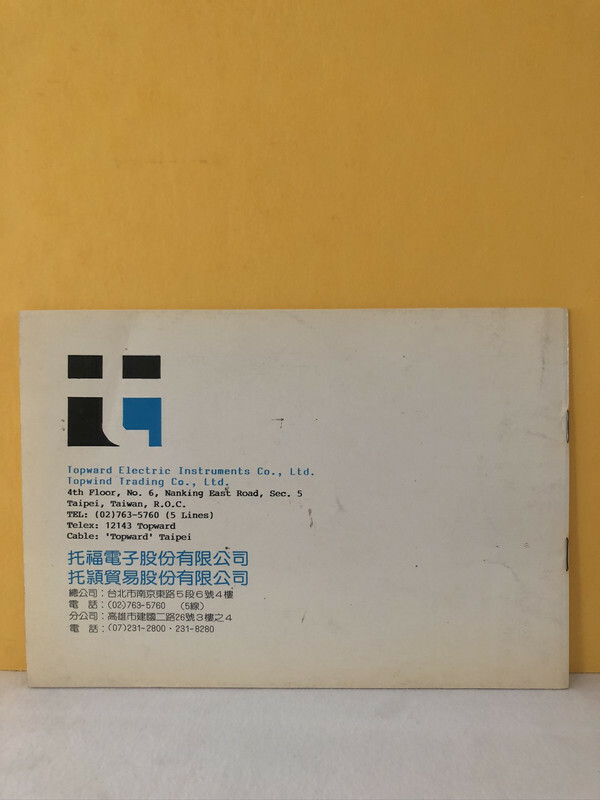 Topward Electric Instruments Co., Ltd.
Topwind Trading Co., Ltd.
4th Floor, No. 6, Nanking East Road, Sec. 5
Taipei, Taiwan, R.O.C.
TEL: (02)763-5760 (5 Lines)
Telex: 12143 Topward
Cable: 'Topward' Taipei
托福電子股份有限公司
托穎貿易股份有限公司
總公司：台北市南京東路5段6號4樓
電　話：(02)763-5760　(5線)
分公司：高雄市建國二路26號3樓之4
電　話：(07)231-2800・231-8280